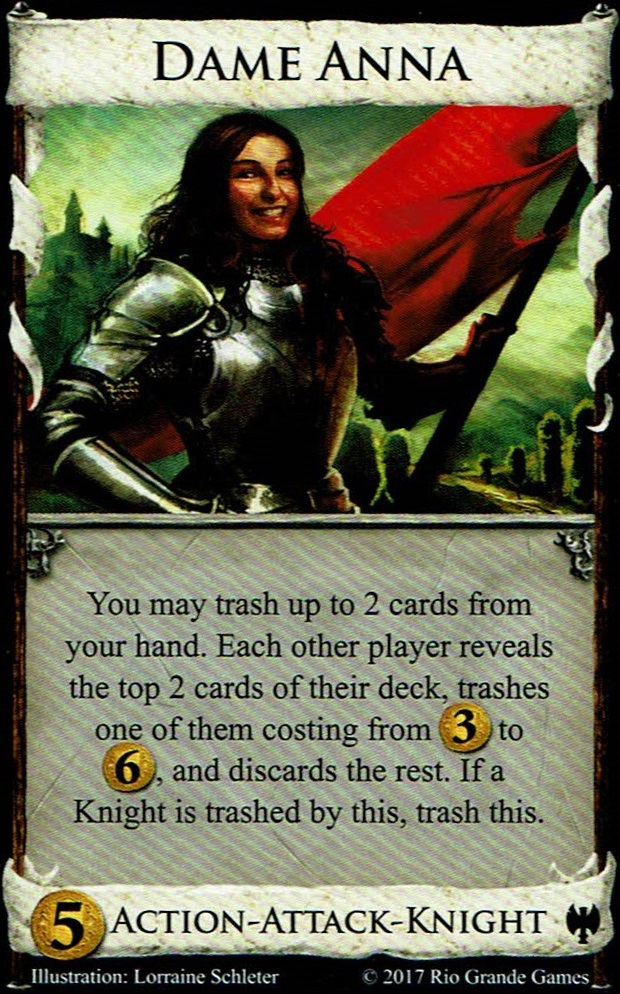 DAME ANNA
You may trash up to 2 cards from
your hand. Each other player reveals
the top 2 cards of their deck, trashes
one of them costing from 3 to
6, and discards the rest. If a
Knight is trashed by this, trash this.
5 ACTION-ATTACK-KNIGHT
Illustration: Lorraine Schleter © 2017 Rio Grande Games